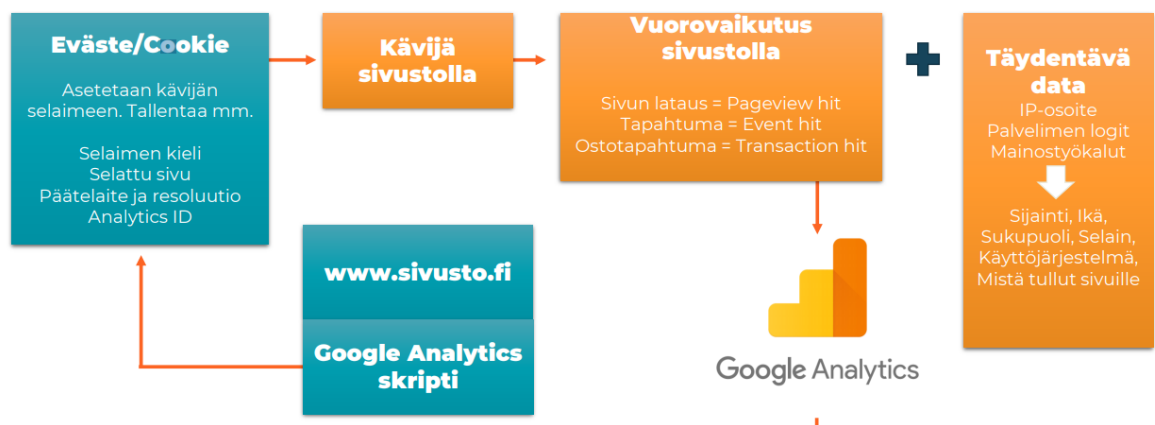 Eväste/Cookie
Asetetaan kävijän
selaimeen. Tallentaa mm.
Selaimen kieli
Selattu sivu
Päätelaite ja resoluutio
Analytics ID
Kävijä
sivustolla
Vuorovaikutus
sivustolla
Sivun lataus = Pageview hit
Tapahtuma = Event hit
Ostotapahtuma = Transaction hit
Täydentävä
data
IP-osoite
Palvelimen logit
Mainostyökalut
Sijainti, Ikä,
Sukupuoli, Selain,
Käyttöjärjestelmä,
Mistä tullut sivuille
www.sivusto.fi
Google Analytics
skripti
Google Analytics